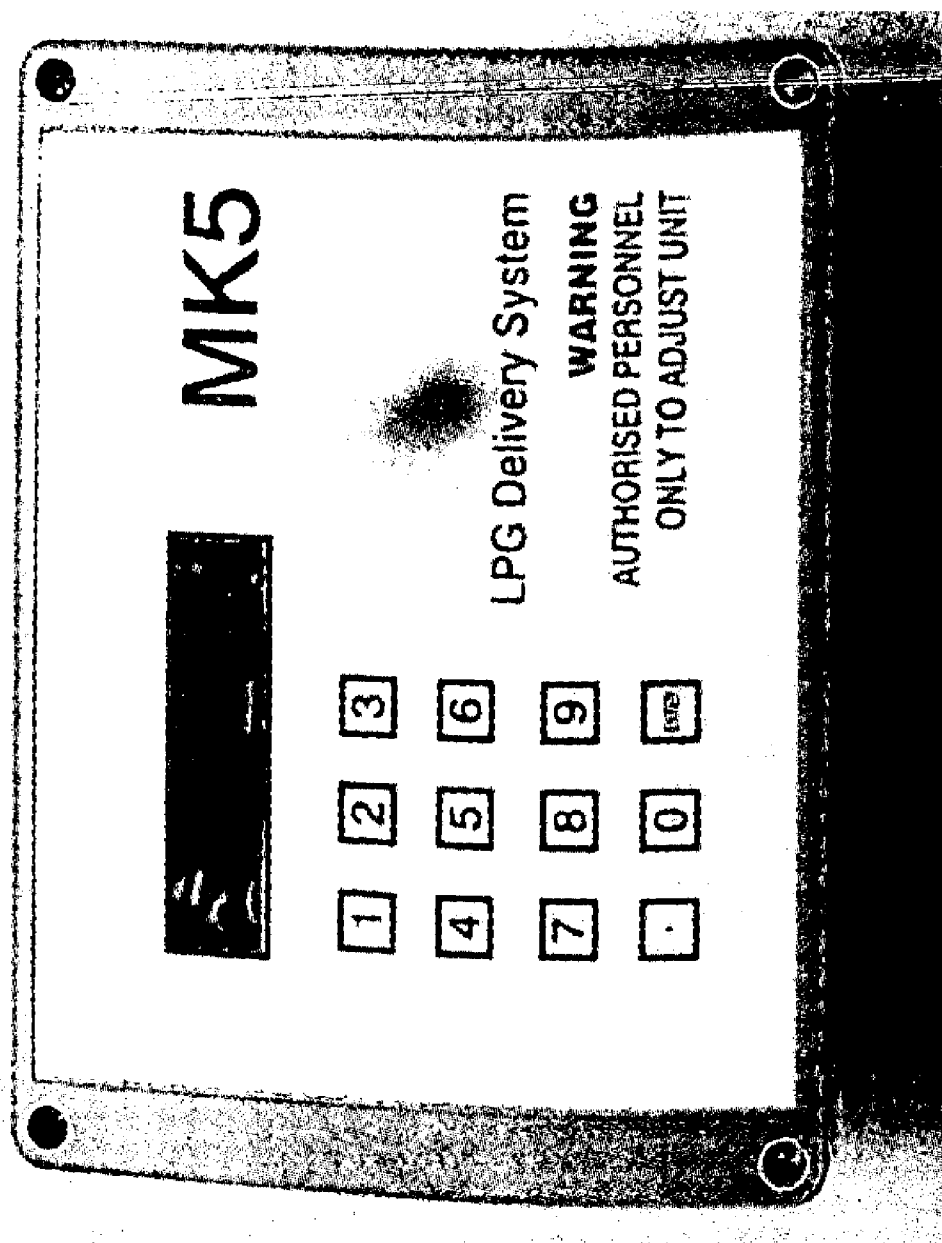 MK5
1 2 3
4 5 6
7 8 9
. 0
LPG Delivery System
WARNING
AUTHORISED PERSONNEL
ONLY TO ADJUST UNIT